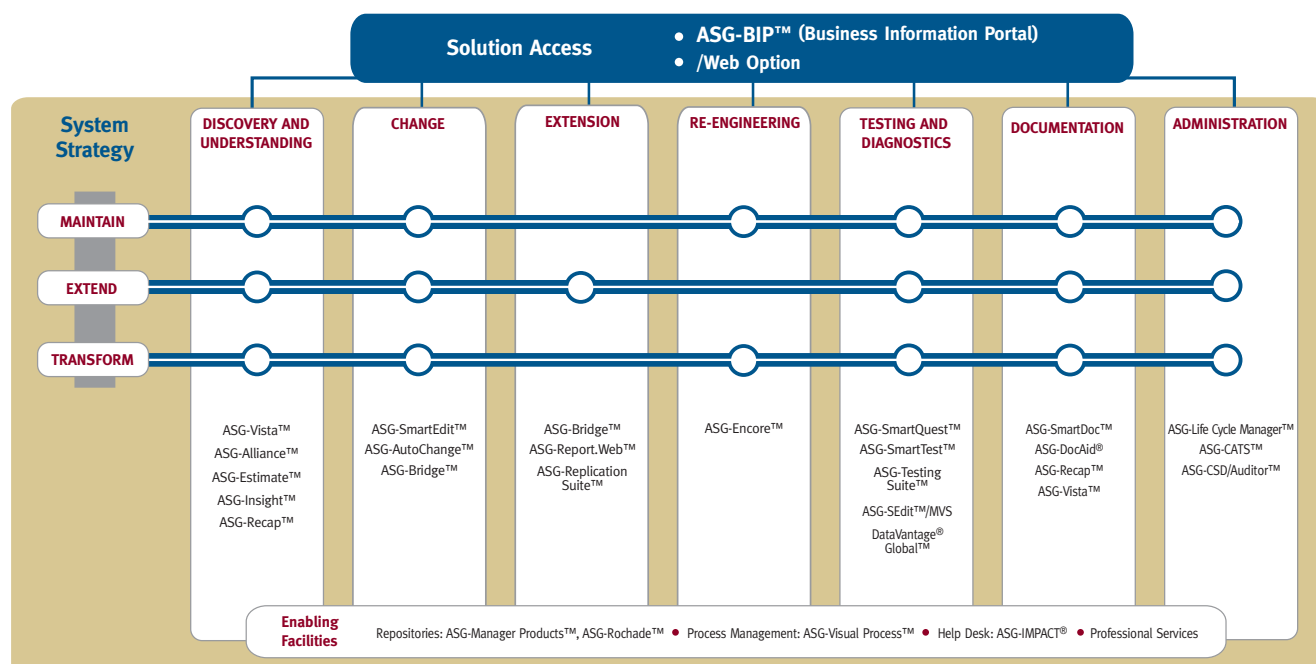 Solution Access
• ASG-BIP™ (Business Information Portal)
• /Web Option
System
Strategy
DISCOVERY AND
UNDERSTANDING
CHANGE
EXTENSION
RE-ENGINEERING
TESTING AND
DIAGNOSTICS
DOCUMENTATION
ADMINISTRATION
MAINTAIN
EXTEND
TRANSFORM
ASG-Vista™
ASG-Alliance™
ASG-Estimate™
ASG-Insight™
ASG-Recap™
ASG-SmartEdit™
ASG-AutoChange™
ASG-Bridge™
ASG-Bridge™
ASG-Report.Web™
ASG-Replication
Suite™
ASG-Encore™
ASG-SmartQuest™
ASG-SmartTest™
ASG-Testing
Suite™
ASG-SEdit™/MVS
DataVantage®
Global™
ASG-SmartDoc™
ASG-DocAid®
ASG-Recap™
ASG-Vista™
ASG-Life Cycle Manager™
ASG-CATS™
ASG-CSD/Auditor™
Enabling
Facilities
Repositories: ASG-Manager Products™, ASG-Rochade™ • Process Management: ASG-Visual Process™ • Help Desk: ASG-IMPACT® • Professional Services